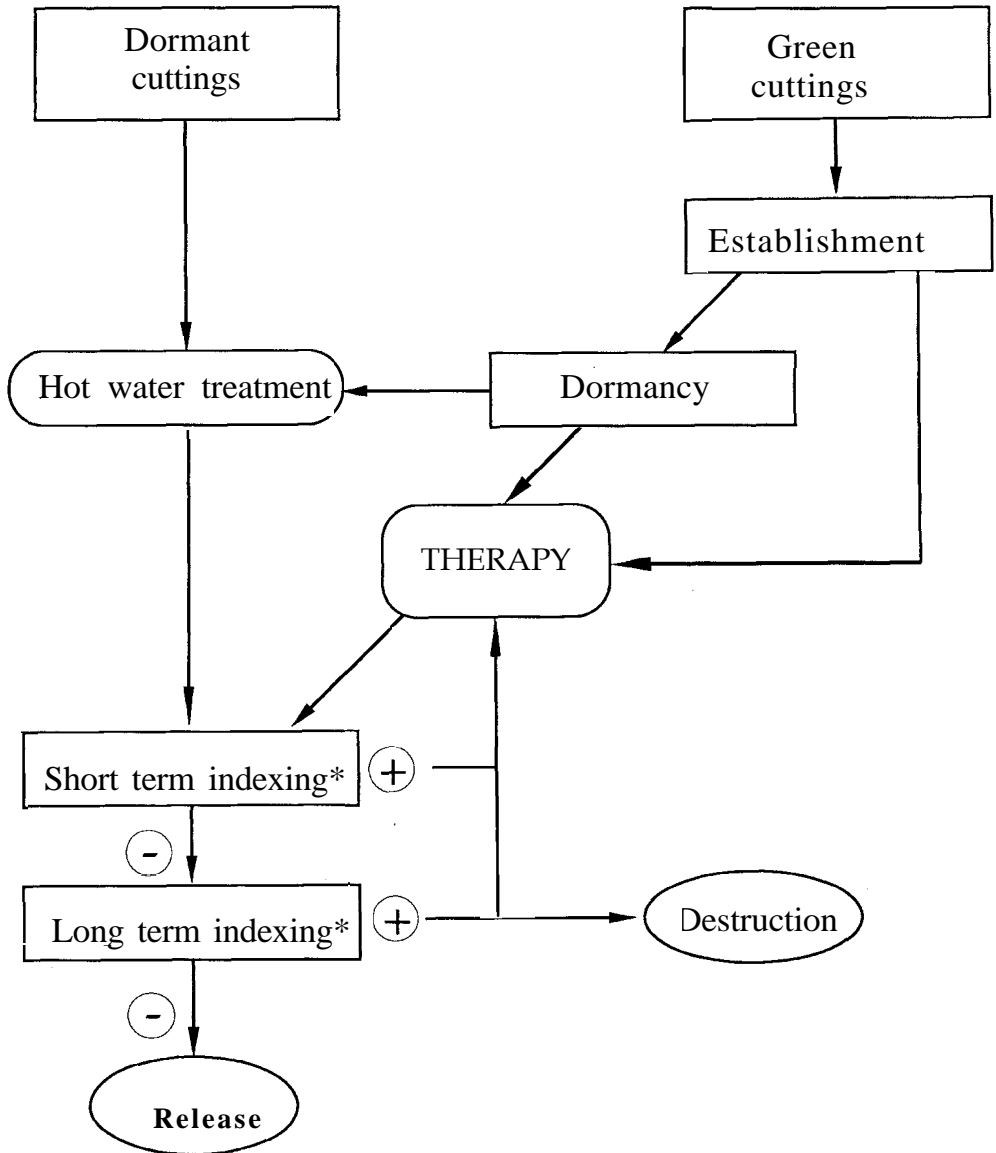 Dormant
cuttings
Green
cuttings
Establishment
Hot water treatment
Dormancy
THERAPY
Short term indexing*
+
-
Long term indexing*
+
Destruction
-
Release